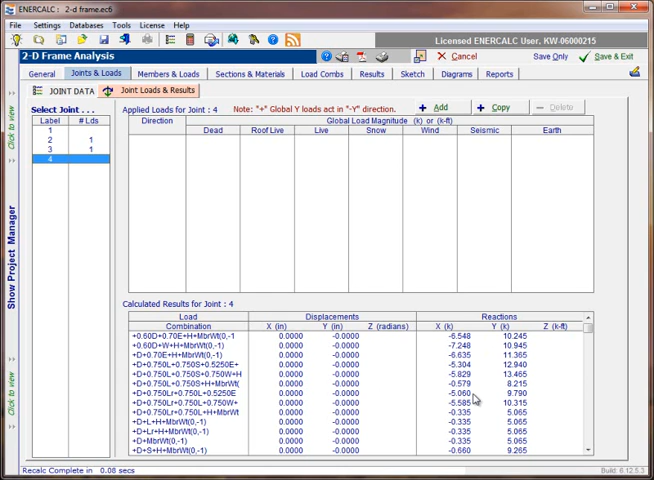 ENERCALC : 2-d frame.ec6
File Settings Databases Tools License Help
Licensed ENERCALC User, KW-06000215
2-D Frame Analysis
Cancel Save Only Save & Exit
General Joints & Loads Members & Loads Sections & Materials Load Combs Results Sketch Diagrams Reports
JOINT DATA Joint Loads & Results
Click to view
Show Project Manager
Click to view
Select Joint . . .
Label # Lds
1
2 1
3 1
4
Applied Loads for Joint : 4 Note: "+" Global Y loads act in "-Y" direction. Add Copy Delete
Direction Global Load Magnitude (k) or (k-ft)
Dead Roof Live Live Snow Wind Seismic Earth
Calculated Results for Joint : 4
Load Displacements Reactions
Combination X (in) Y (in) Z (radians) X (k) Y (k) Z (k-ft)
+0.60D+0.70E+H+MbrWt(0,-1 0.0000 -0.0000 -6.548 10.245
+0.60D+W+H+MbrWt(0,-1) 0.0000 -0.0000 -7.248 10.945
+D+0.70E+H+MbrWt(0,-1) 0.0000 -0.0000 -6.635 11.365
+D+0.750L+0.750S+0.5250E+ 0.0000 -0.0000 -5.304 12.940
+D+0.750L+0.750S+0.750W+H 0.0000 -0.0000 -5.829 13.465
+D+0.750L+0.750S+H+MbrWt( 0.0000 -0.0000 -0.579 8.215
+D+0.750Lr+0.750L+0.5250E 0.0000 -0.0000 -5.060 9.790
+D+0.750Lr+0.750L+0.750W+ 0.0000 -0.0000 -5.585 10.315
+D+0.750Lr+0.750L+H+MbrWt 0.0000 -0.0000 -0.335 5.065
+D+L+H+MbrWt(0,-1) 0.0000 -0.0000 -0.335 5.065
+D+Lr+H+MbrWt(0,-1) 0.0000 -0.0000 -0.335 5.065
+D+MbrWt(0,-1) 0.0000 -0.0000 -0.335 5.065
+D+S+H+MbrWt(0,-1) 0.0000 -0.0000 -0.660 9.265
Recalc Complete in 0.08 secs Build: 6.12.5.3